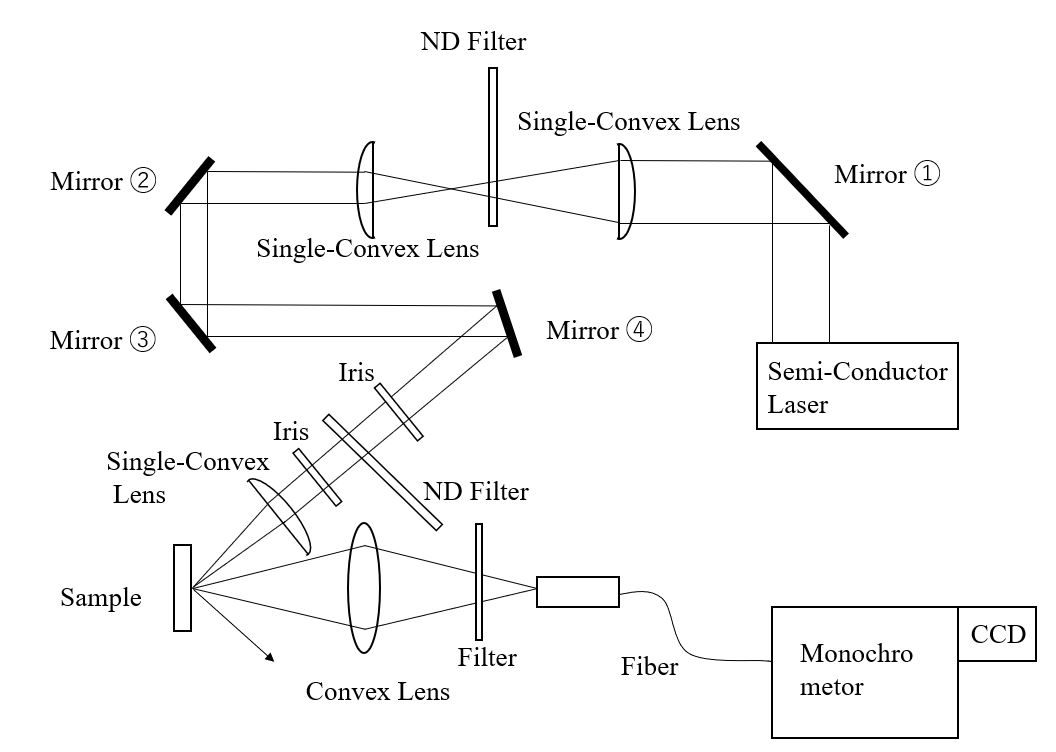 ND Filter
Single-Convex Lens
Mirror ①
Mirror ②
Single-Convex Lens
Mirror ③
Mirror ④
Semi-Conductor
Laser
Iris
Iris
Single-Convex
Lens
ND Filter
Sample
Filter
Convex Lens
Fiber
Monochro
metor
CCD